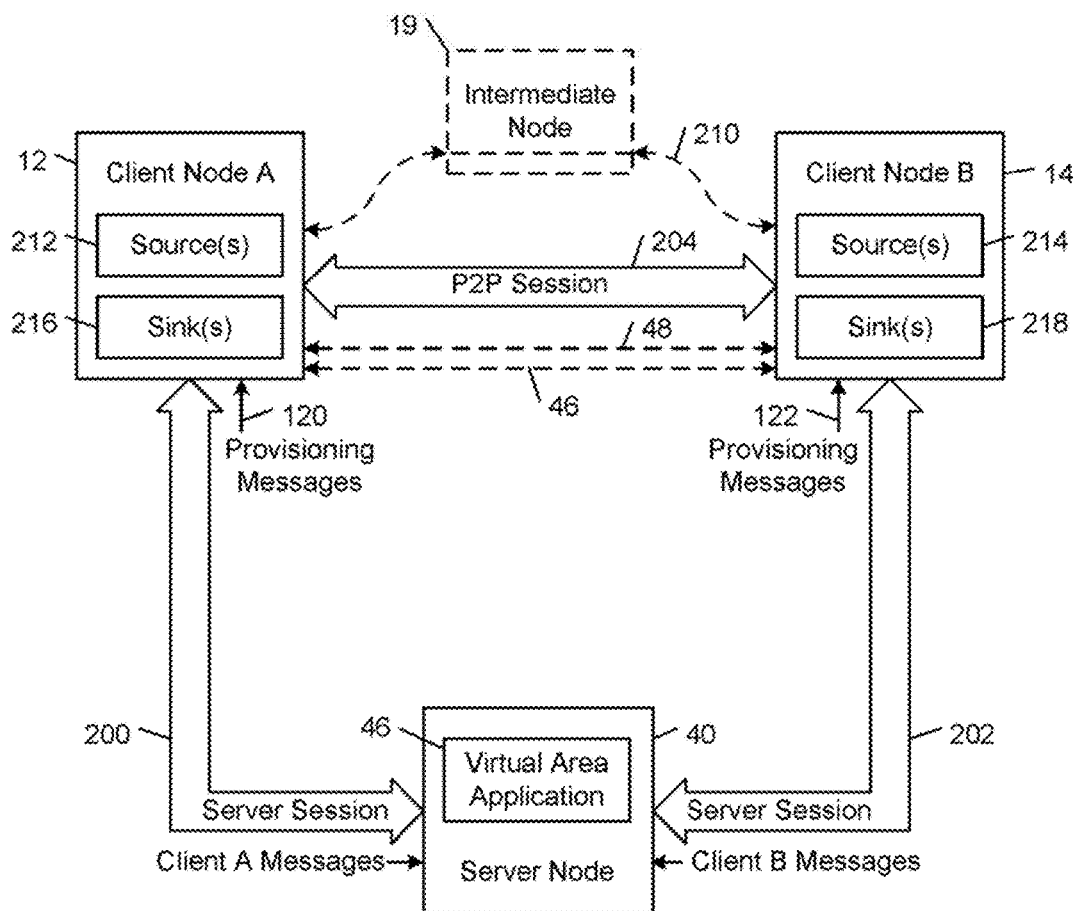 19
Intermediate
Node
210
12
Client Node A
Client Node B
14
212
Source(s)
204
Source(s)
214
P2P Session
216
Sink(s)
48
Sink(s)
218
46
120
Provisioning
Messages
122
Provisioning
Messages
200
46
Virtual Area
Application
40
202
Server Session
Server Session
Client A Messages
Server Node
Client B Messages